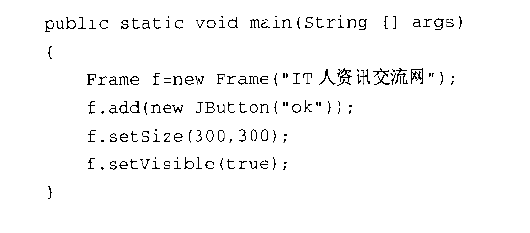 public static void main(String [] args)
{
Frame f=new Frame("IT人资讯交流网");
f.add(new JButton("ok"));
f.setSize(300,300);
f.setVisible(true);
}